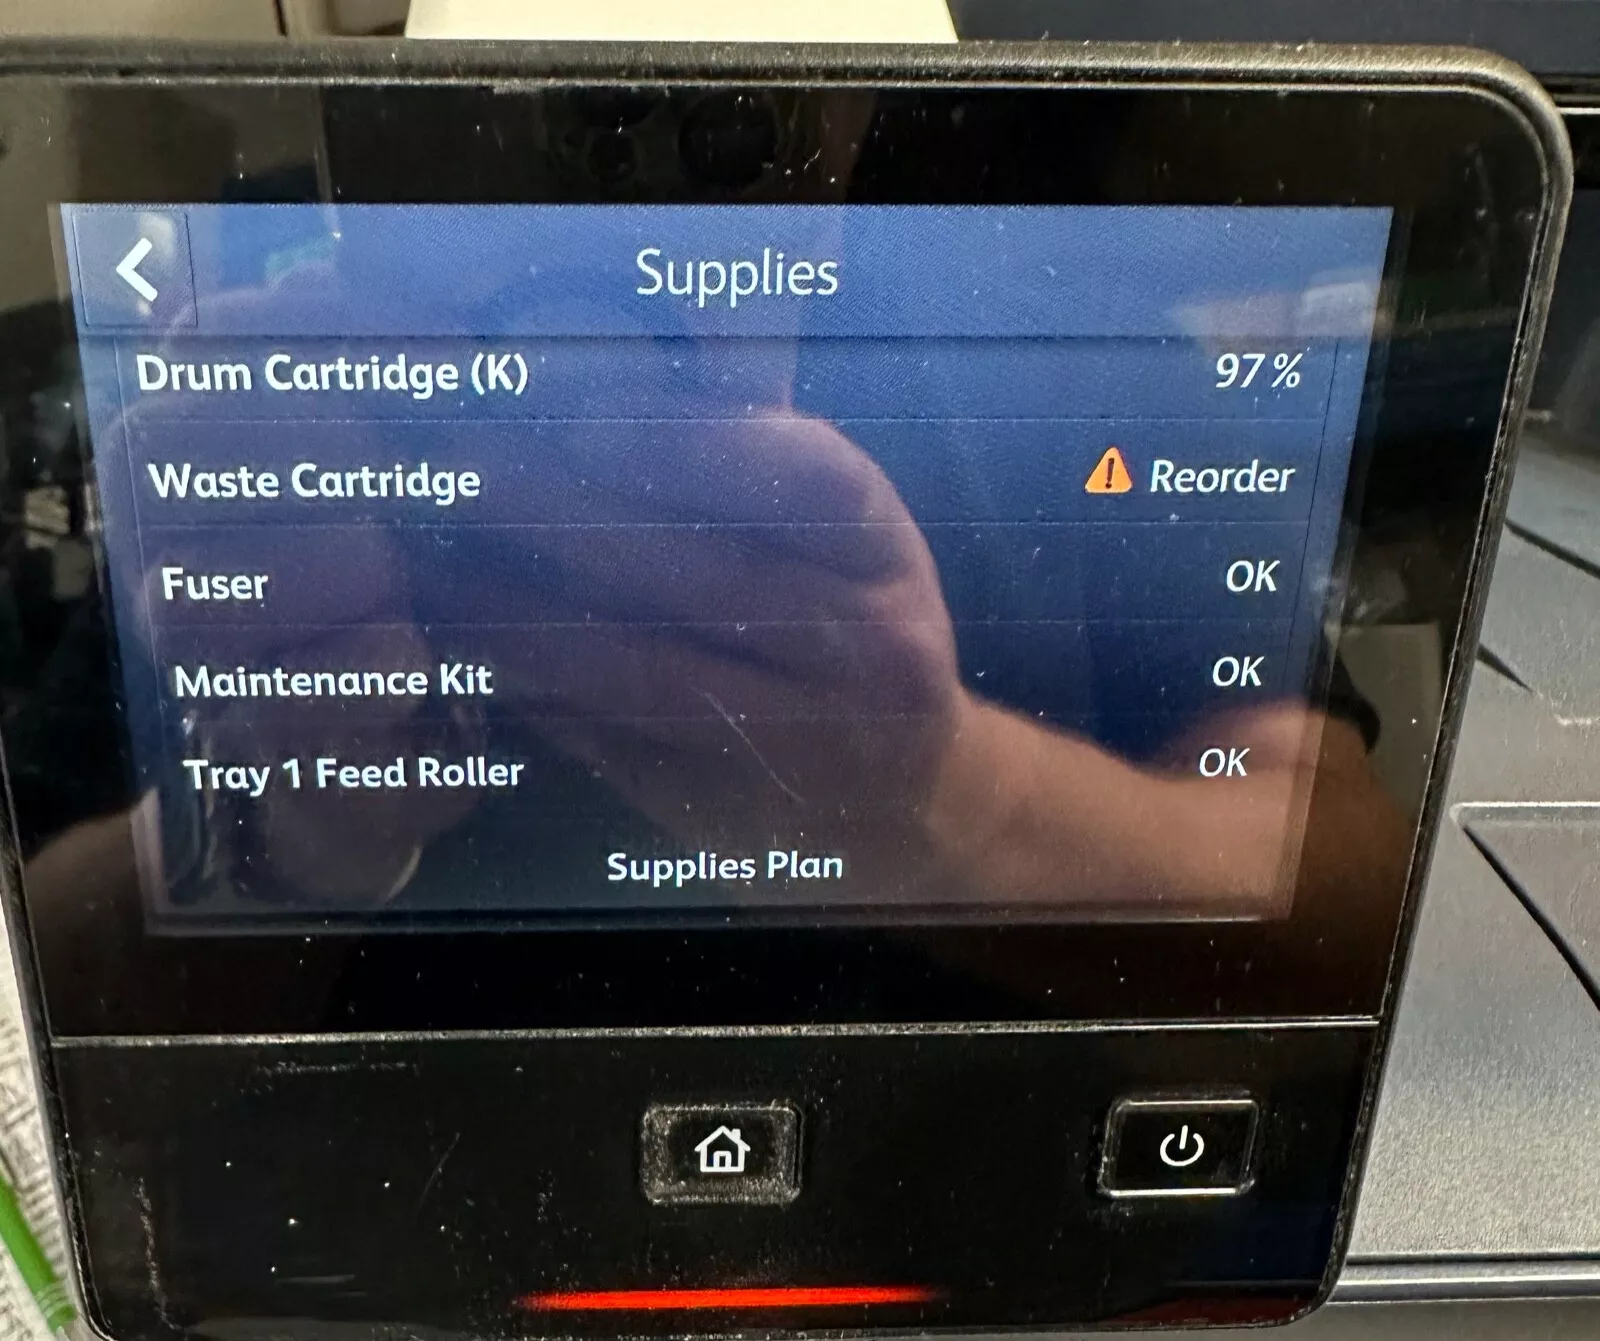 Supplies
Drum Cartridge (K) 97%
Waste Cartridge Reorder
Fuser OK
Maintenance Kit OK
Tray 1 Feed Roller OK
Supplies Plan